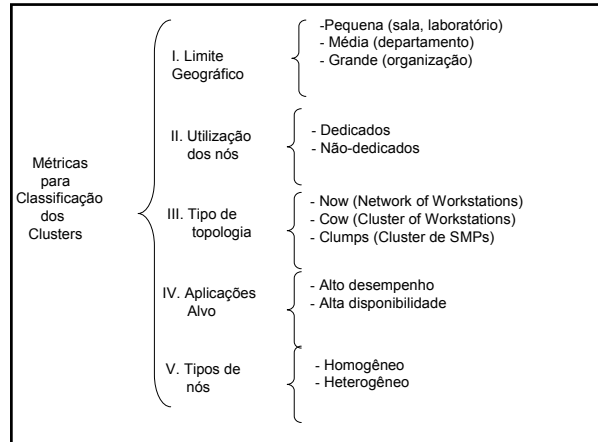 Métricas
para
Classificação
dos
Clusters
I. Limite
Geográfico
-Pequena (sala, laboratório)
- Média (departamento)
- Grande (organização)
II. Utilização
dos nós
- Dedicados
- Não-dedicados
III. Tipo de
topologia
- Now (Network of Workstations)
- Cow (Cluster of Workstations)
- Clumps (Cluster de SMPs)
IV. Aplicações
Alvo
- Alto desempenho
- Alta disponibilidade
V. Tipos de
nós
- Homogêneo
- Heterogêneo